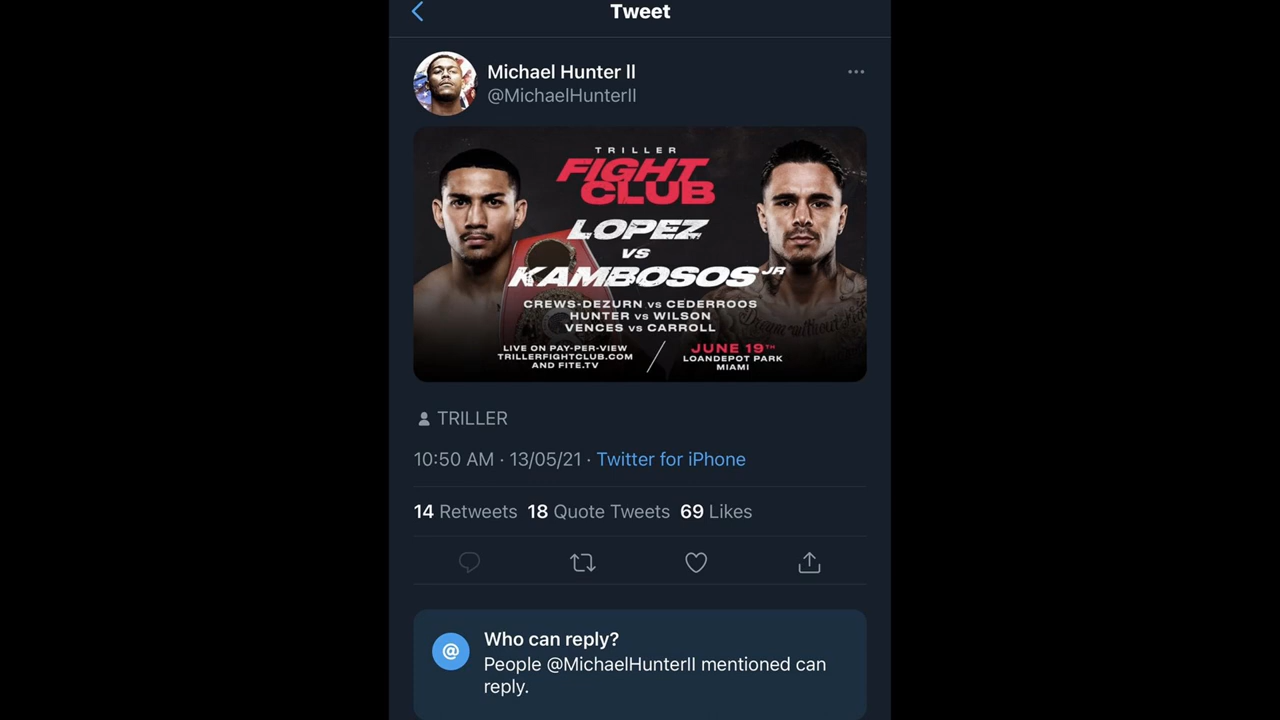 Tweet
Michael Hunter II
@MichaelHunterII
TRILLER
FIGHT
CLUB
LOPEZ
VS
KAMBOSOS JR
CREWS-DEZURN VS CEDERROOS
HUNTER VS WILSON
VENCES VS CARROLL
LIVE ON PAY-PER-VIEW
TRILLERFIGHTCLUB.COM
AND FITE.TV
JUNE 19TH
LOANDEPOT PARK
MIAMI
TRILLER
10:50 AM · 13/05/21 · Twitter for iPhone
14 Retweets 18 Quote Tweets 69 Likes
@
Who can reply?
People @MichaelHunterII mentioned can
reply.